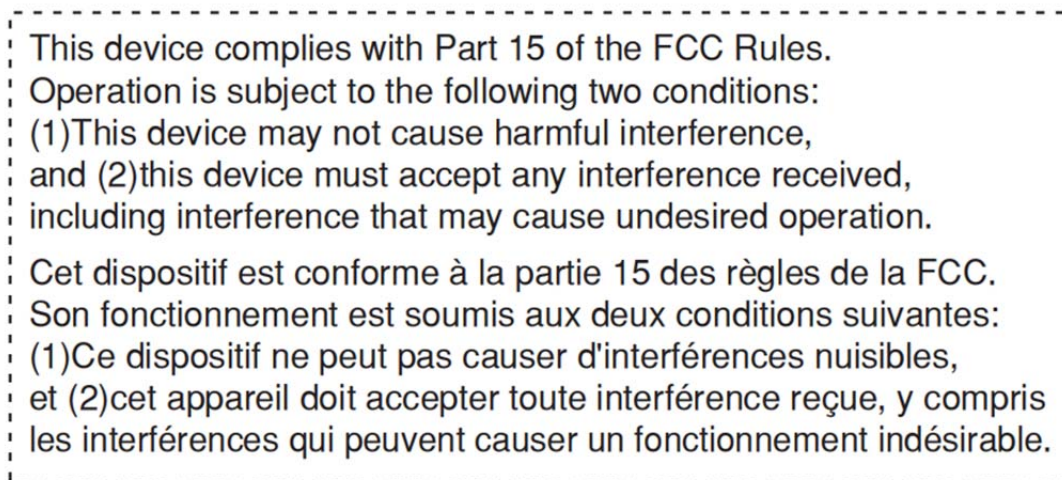 This device complies with Part 15 of the FCC Rules.
Operation is subject to the following two conditions:
(1)This device may not cause harmful interference,
and (2)this device must accept any interference received,
including interference that may cause undesired operation.
Cet dispositif est conforme à la partie 15 des règles de la FCC.
Son fonctionnement est soumis aux deux conditions suivantes:
(1)Ce dispositif ne peut pas causer d'interférences nuisibles,
et (2)cet appareil doit accepter toute interférence reçue, y compris
les interférences qui peuvent causer un fonctionnement indésirable.